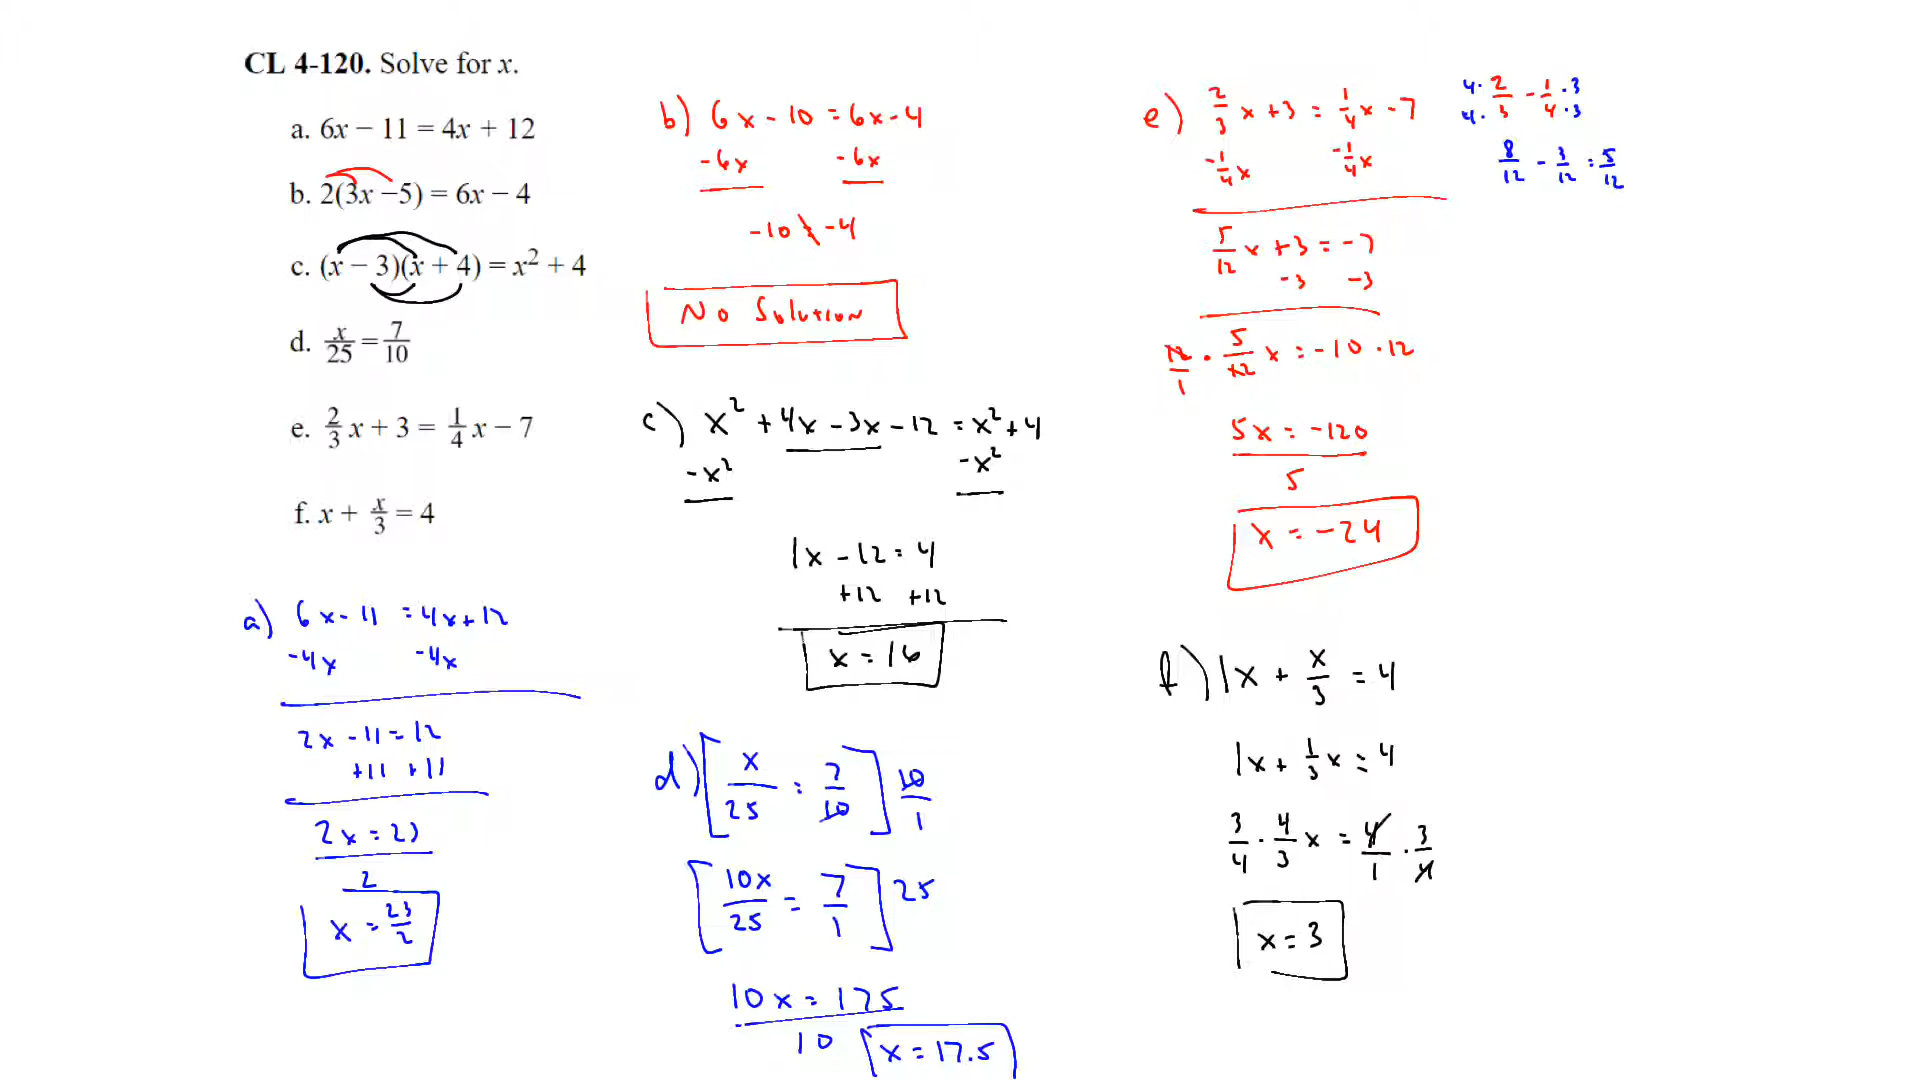 CL 4-120. Solve for x.
a. 6x − 11 = 4x + 12
b. 2(3x − 5) = 6x − 4
c. (x − 3)(x + 4) = x² + 4
d. x/25 = 7/10
e. 2/3 x + 3 = 1/4 x − 7
f. x + x/3 = 4
a) 6x - 11 = 4x + 12
-4x -4x
2x - 11 = 12
+11 +11
2x = 23
2
x = 23/2
b) 6x - 10 = 6x - 4
-6x -6x
-10 ≠ -4
No Solution
c) x² + 4x - 3x - 12 = x² + 4
-x² -x²
1x - 12 = 4
+12 +12
x = 16
d) [x/25 = 7/10] 10/1
[10x/25 = 7/1] 25
10x = 175
10
x = 17.5
e) 2/3 x + 3 = 1/4 x - 7
-1/4 x -1/4 x
5/12 x + 3 = -7
-3 -3
12/1 · 5/12 x = -10 · 12
5x = -120
5
x = -24
4· 2/3 - 1/4 ·3
4· ·3
8/12 - 3/12 = 5/12
f) 1x + x/3 = 4
1x + 1/3 x = 4
3/4 · 4/3 x = 4/1 · 3/4
x = 3